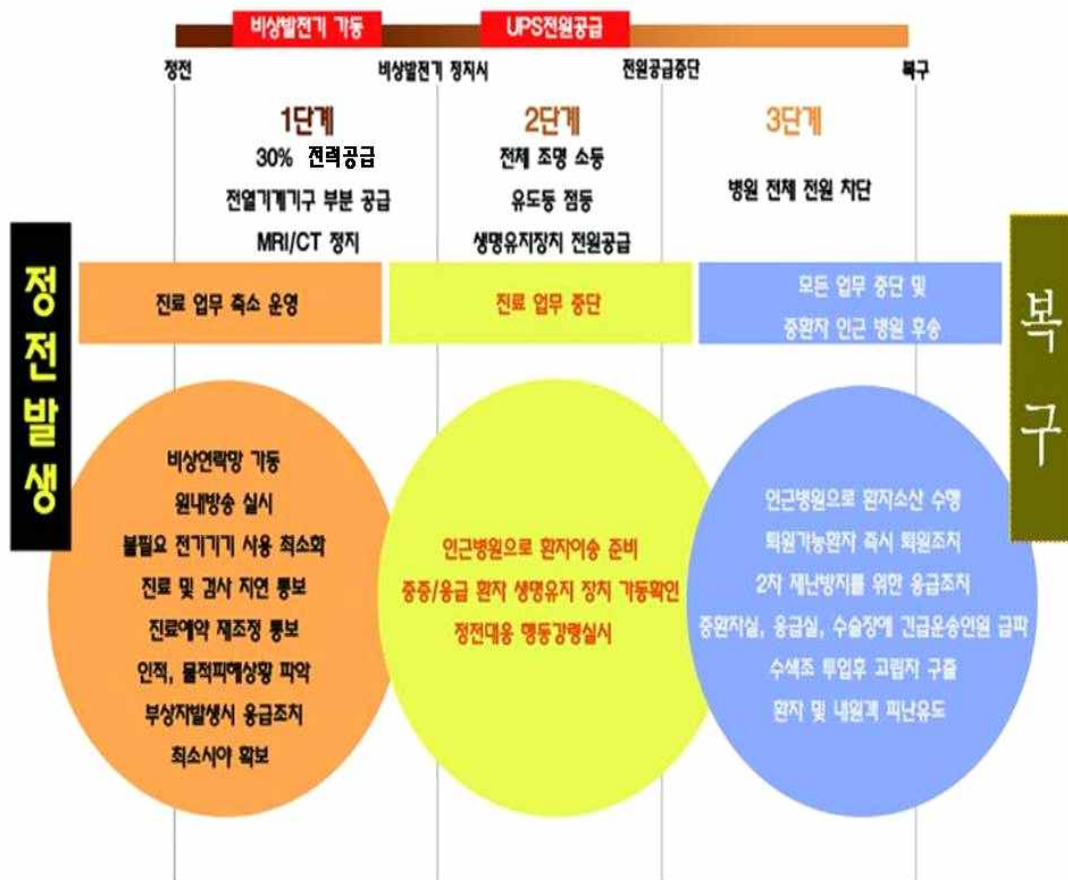 비상발전기 가동
UPS전원공급
정전
비상발전기 정지시
전원공급중단
복구
1단계
30% 전력공급
전열기계기구 부분 공급
MRI/CT 정지
2단계
전체 조명 소등
유도등 점등
생명유지장치 전원공급
3단계
병원 전체 전원 차단
정전발생
진료 업무 축소 운영
진료 업무 중단
모든 업무 중단 및
중환자 인근 병원 후송
복구
비상연락망 가동
원내방송 실시
불필요 전기기기 사용 최소화
진료 및 검사 지연 통보
진료예약 재조정 통보
인적, 물적피해상황 파악
부상자발생시 응급조치
최소시야 확보
인근병원으로 환자이송 준비
중증/응급 환자 생명유지 장치 가동확인
정전대응 행동강령실시
인근병원으로 환자소산 수행
퇴원가능환자 즉시 퇴원조치
2차 재난방지를 위한 응급조치
중환자실, 응급실, 수술장에 긴급운송인원 급파
수색조 투입후 고립자 구출
환자 및 내원객 피난유도